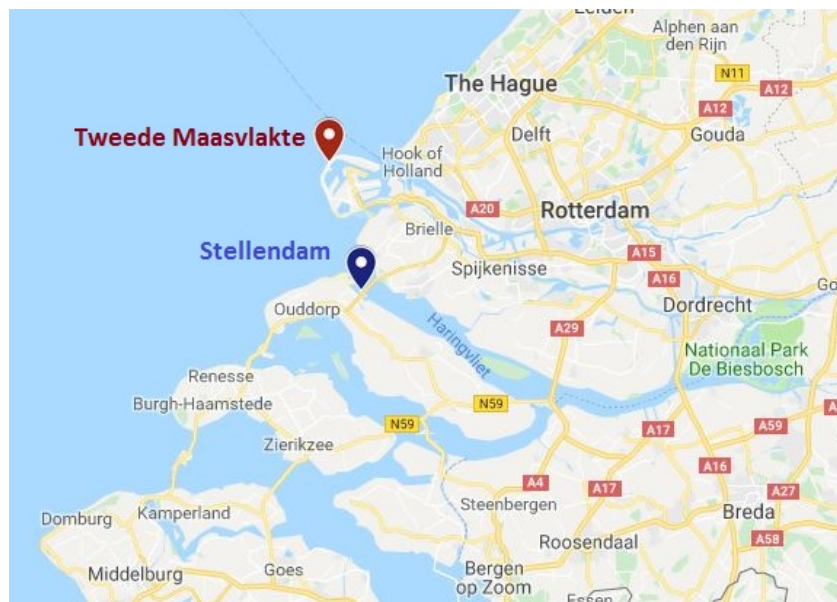 Leiden
Alphen aan
den Rijn
N11
A12
The Hague
A12
Tweede Maasvlakte
Delft
Gouda
Hook of
Holland
A20
Rotterdam
Brielle
Stellendam
A15
Spijkenisse
A16
Ouddorp
Dordrecht
Haringvliet
A29
Nationaal Park
De Biesbosch
Renesse
Burgh-Haamstede
N59
N59
A59
Zierikzee
A17
A16
A4
A17
A27
Steenbergen
Domburg
Kamperland
Breda
Roosendaal
A58
Middelburg
Goes
Bergen
op Zoom
Essen